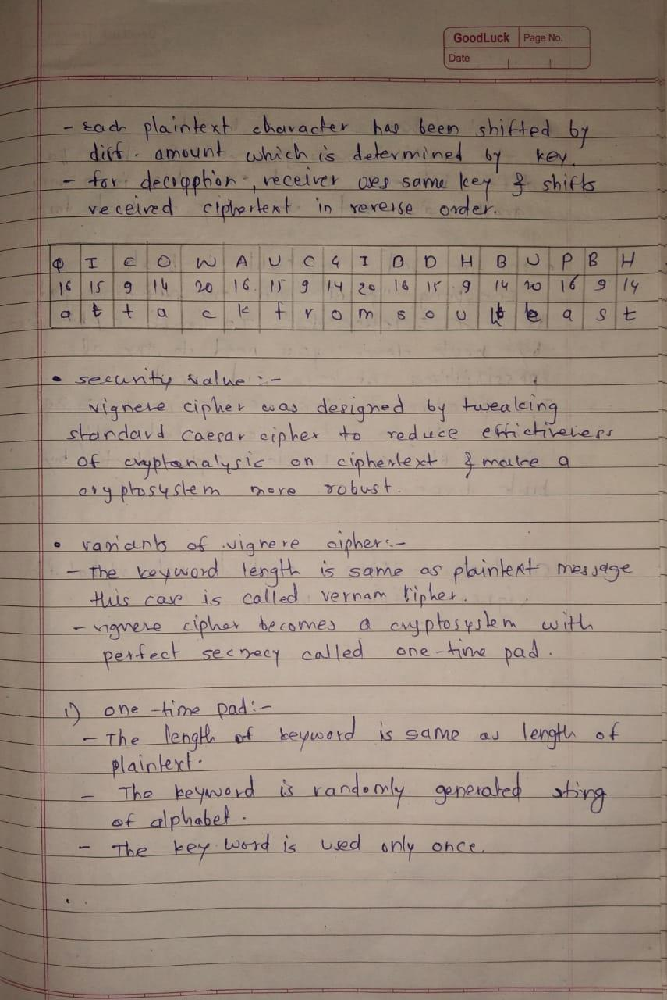 GoodLuck Page No.
Date
- Each plaintext character has been shifted by
diff. amount which is determined by key.
- for decription, receiver uses same key & shifts
received ciphertext in reverse order.
Q I C O W A U C G I D D H B U P B H
16 15 9 14 20 16 15 9 14 20 16 15 9 14 20 16 9 14
a t t a c k f r o m s o u t h e a s t
• security value :-
vignere cipher was designed by tweaking
standard caesar cipher to reduce effictiveness
of cryptanalysic on ciphertext & make a
cryptosystem more robust.
• variants of vignere cipher:-
- The keyword length is same as plaintext message
this case is called vernam cipher.
- vignere cipher becomes a cryptosystem with
perfect secrecy called one-time pad.
1) one-time pad:-
- The length of keyword is same as length of
plaintext.
- The keyword is randomly generated sting
of alphabet.
- The key word is used only once.